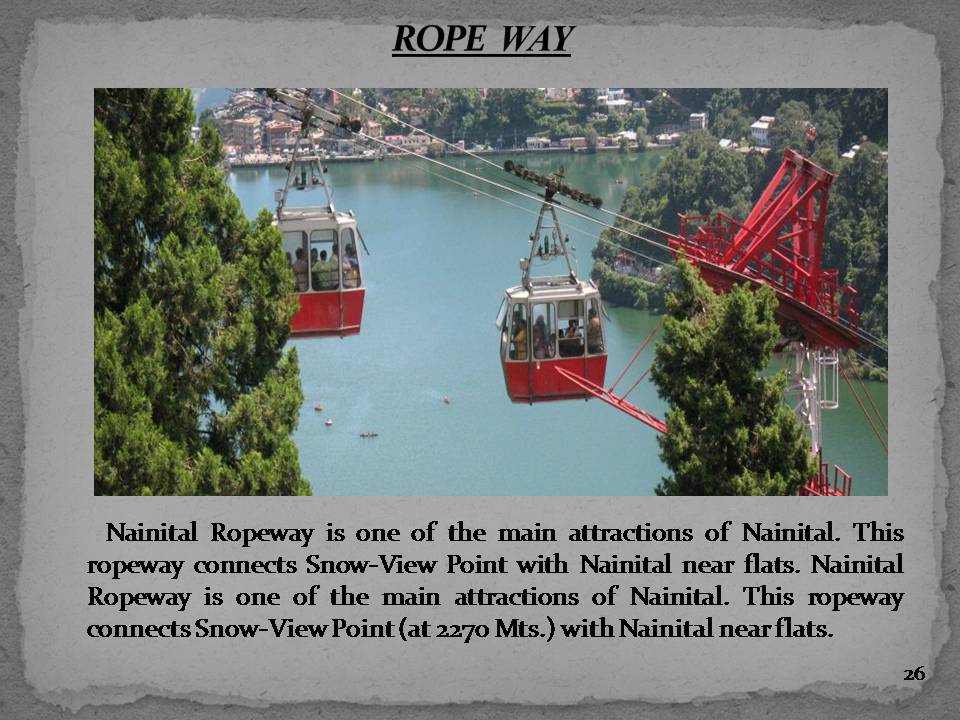 ROPE WAY
Nainital Ropeway is one of the main attractions of Nainital. This
ropeway connects Snow-View Point with Nainital near flats. Nainital
Ropeway is one of the main attractions of Nainital. This ropeway
connects Snow-View Point (at 2270 Mts.) with Nainital near flats.
26